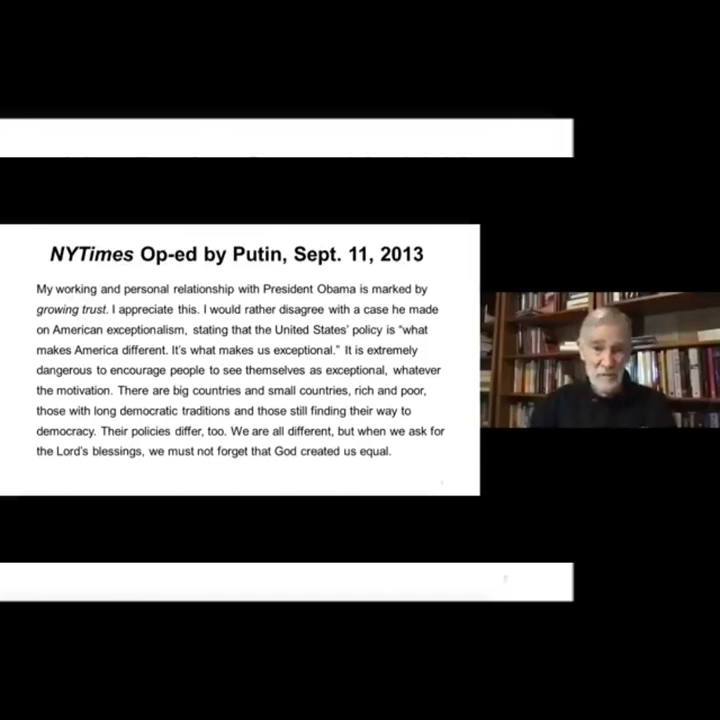 NYTimes Op-ed by Putin, Sept. 11, 2013
My working and personal relationship with President Obama is marked by
growing trust. I appreciate this. I would rather disagree with a case he made
on American exceptionalism, stating that the United States’ policy is “what
makes America different. It’s what makes us exceptional.” It is extremely
dangerous to encourage people to see themselves as exceptional, whatever
the motivation. There are big countries and small countries, rich and poor,
those with long democratic traditions and those still finding their way to
democracy. Their policies differ, too. We are all different, but when we ask for
the Lord’s blessings, we must not forget that God created us equal.